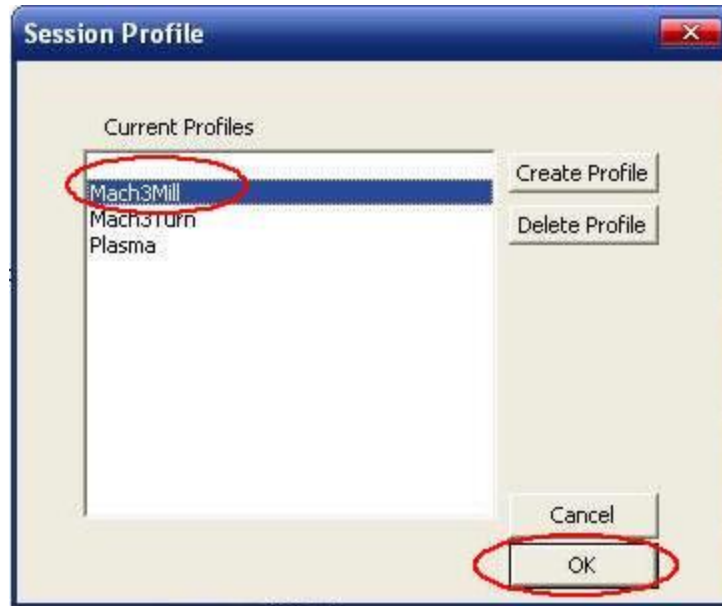 Session Profile
Current Profiles
Create Profile
Mach3Mill
Delete Profile
Mach3Turn
Plasma
Cancel
OK